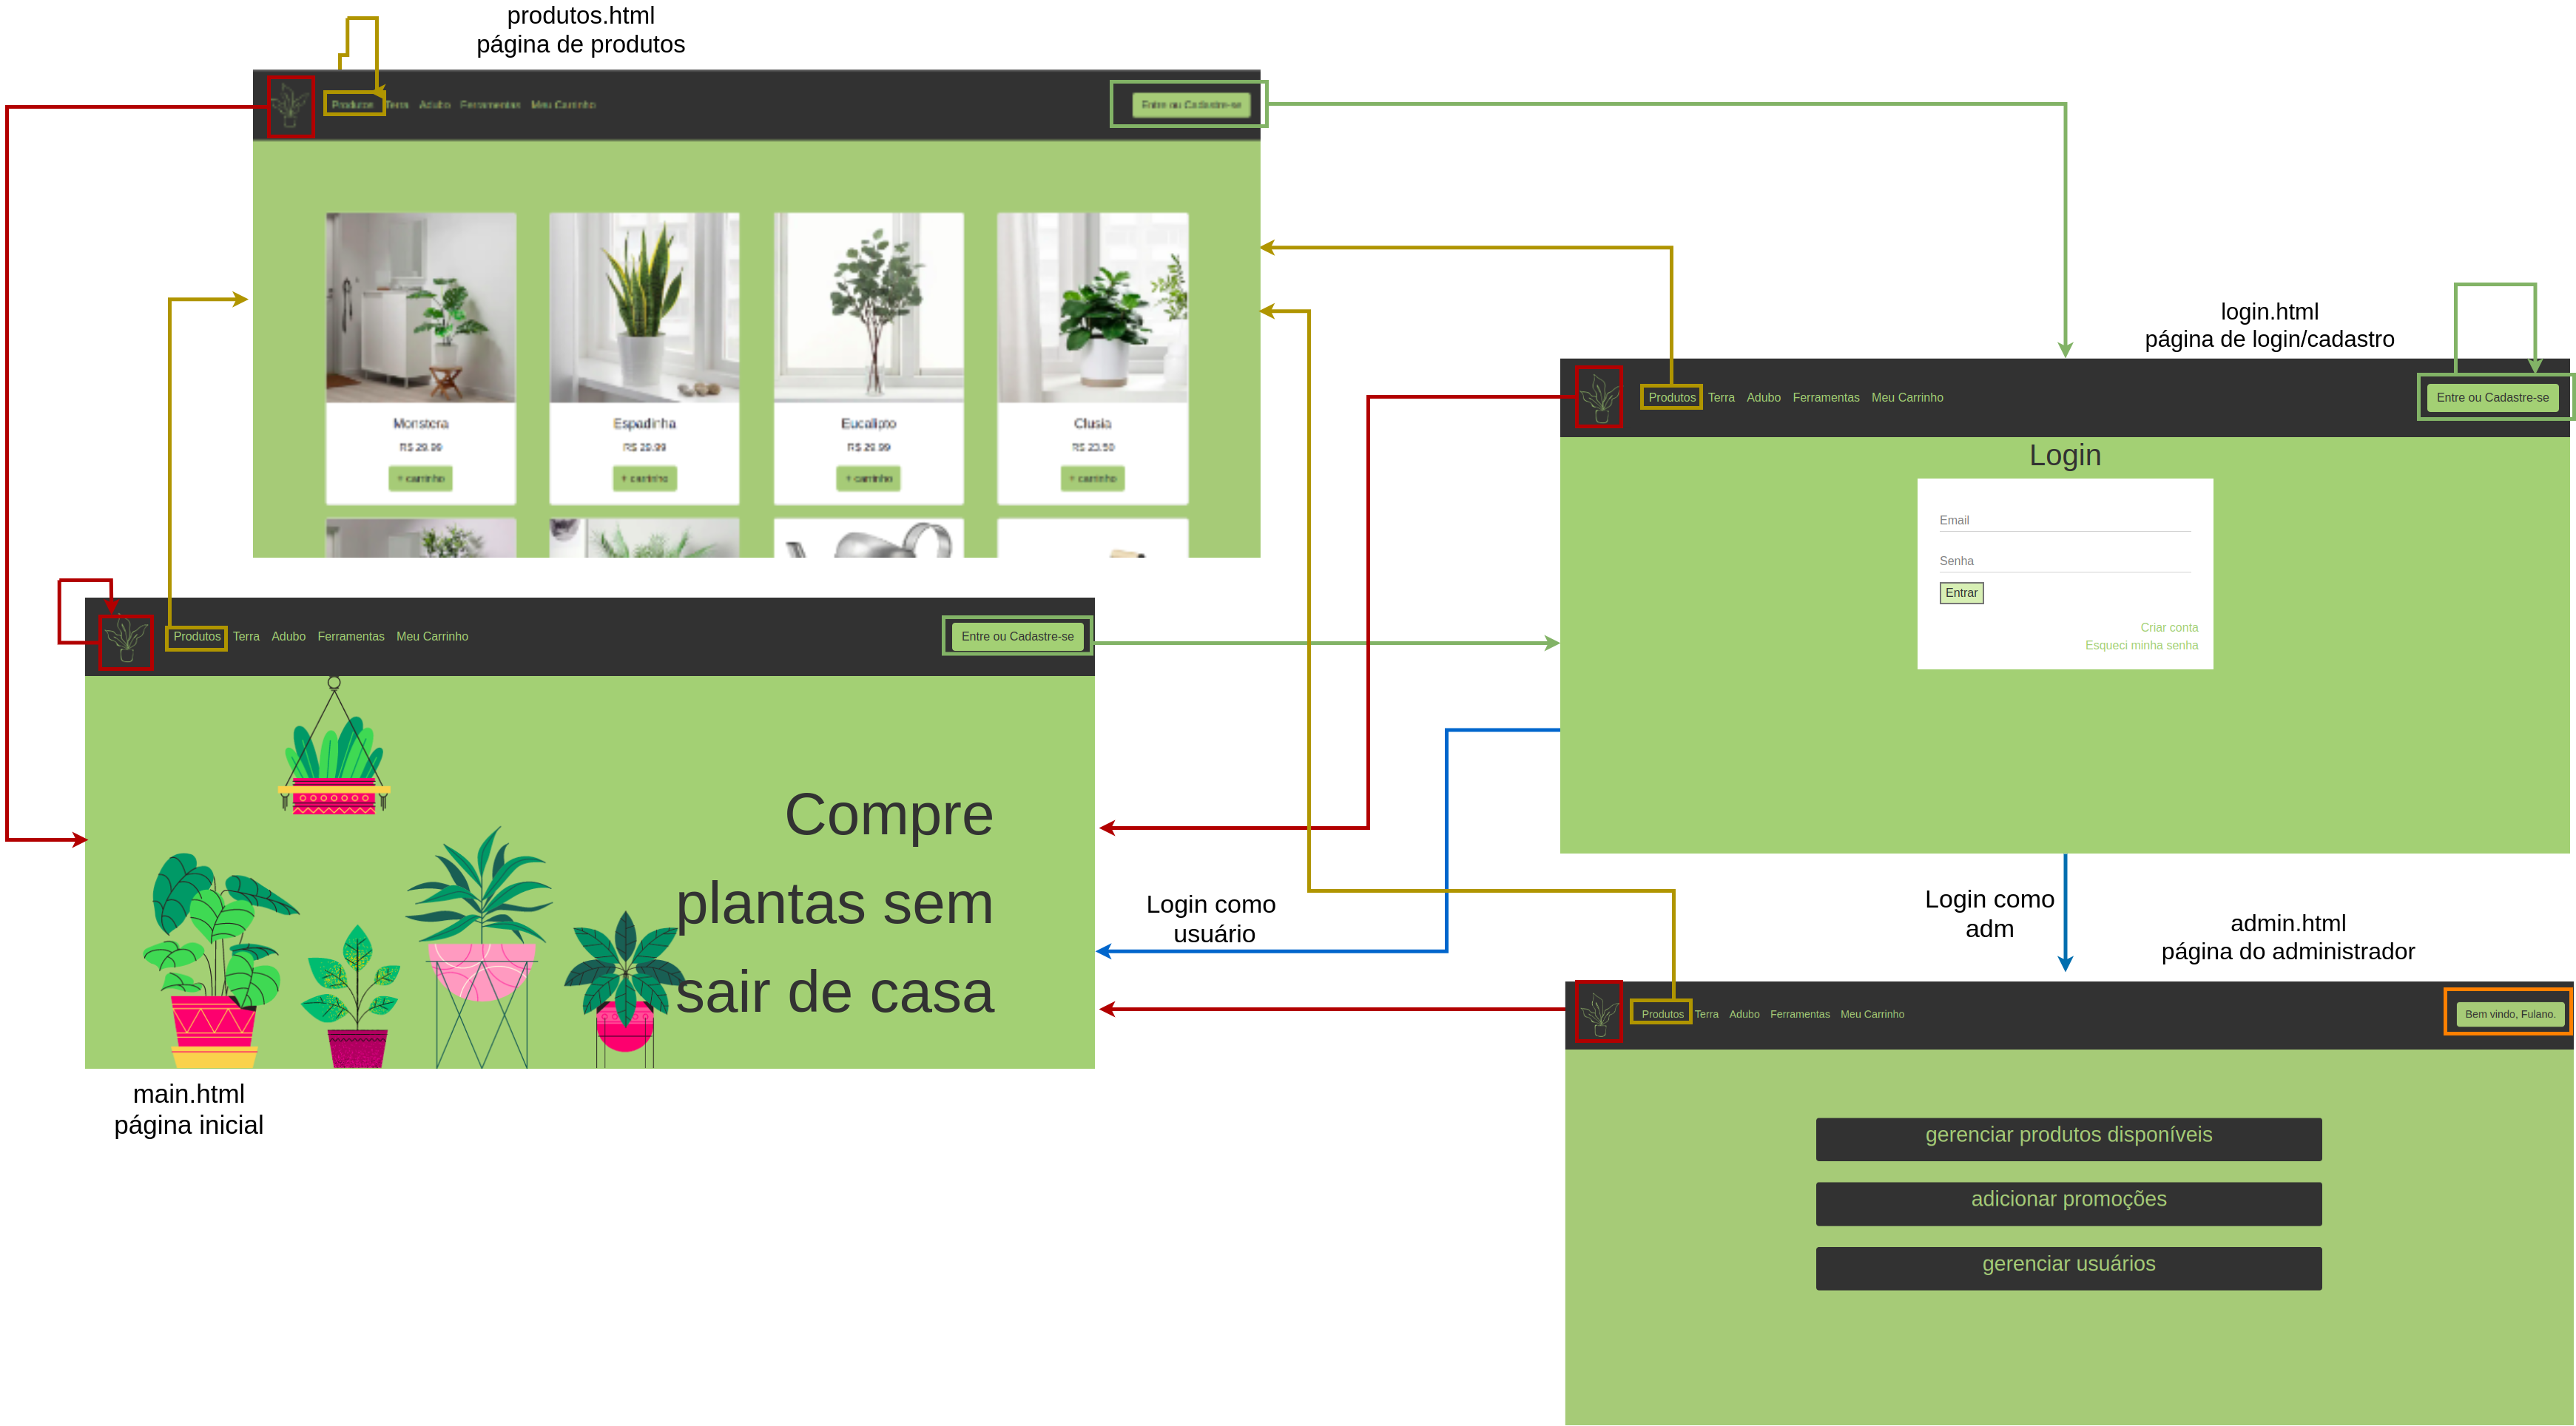 produtos.html
página de produtos
Produtos Terra Adubo Ferramentas Meu Carrinho
Entre ou Cadastre-se
Monstera
R$ 29.99
+ carrinho
Espadinha
R$ 29.99
+ carrinho
Eucalipto
R$ 29.99
+ carrinho
Clusia
R$ 23.50
+ carrinho
login.html
página de login/cadastro
Produtos Terra Adubo Ferramentas Meu Carrinho
Entre ou Cadastre-se
Login
Email
Senha
Entrar
Criar conta
Esqueci minha senha
Produtos Terra Adubo Ferramentas Meu Carrinho
Entre ou Cadastre-se
Compre
plantas sem
sair de casa
main.html
página inicial
Login como
usuário
Login como
adm
admin.html
página do administrador
Produtos Terra Adubo Ferramentas Meu Carrinho
Bem vindo, Fulano.
gerenciar produtos disponíveis
adicionar promoções
gerenciar usuários